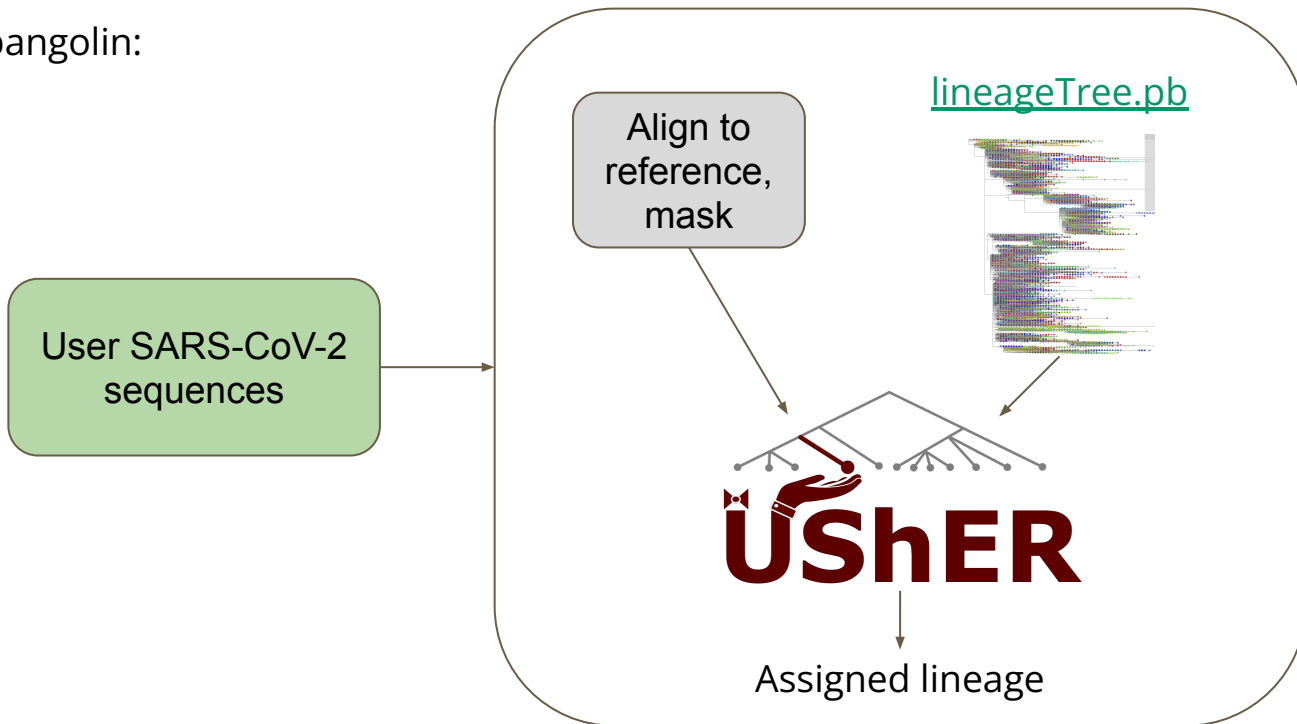 pangolin:
lineageTree.pb
Align to
reference,
mask
User SARS-CoV-2
sequences
UShER
Assigned lineage